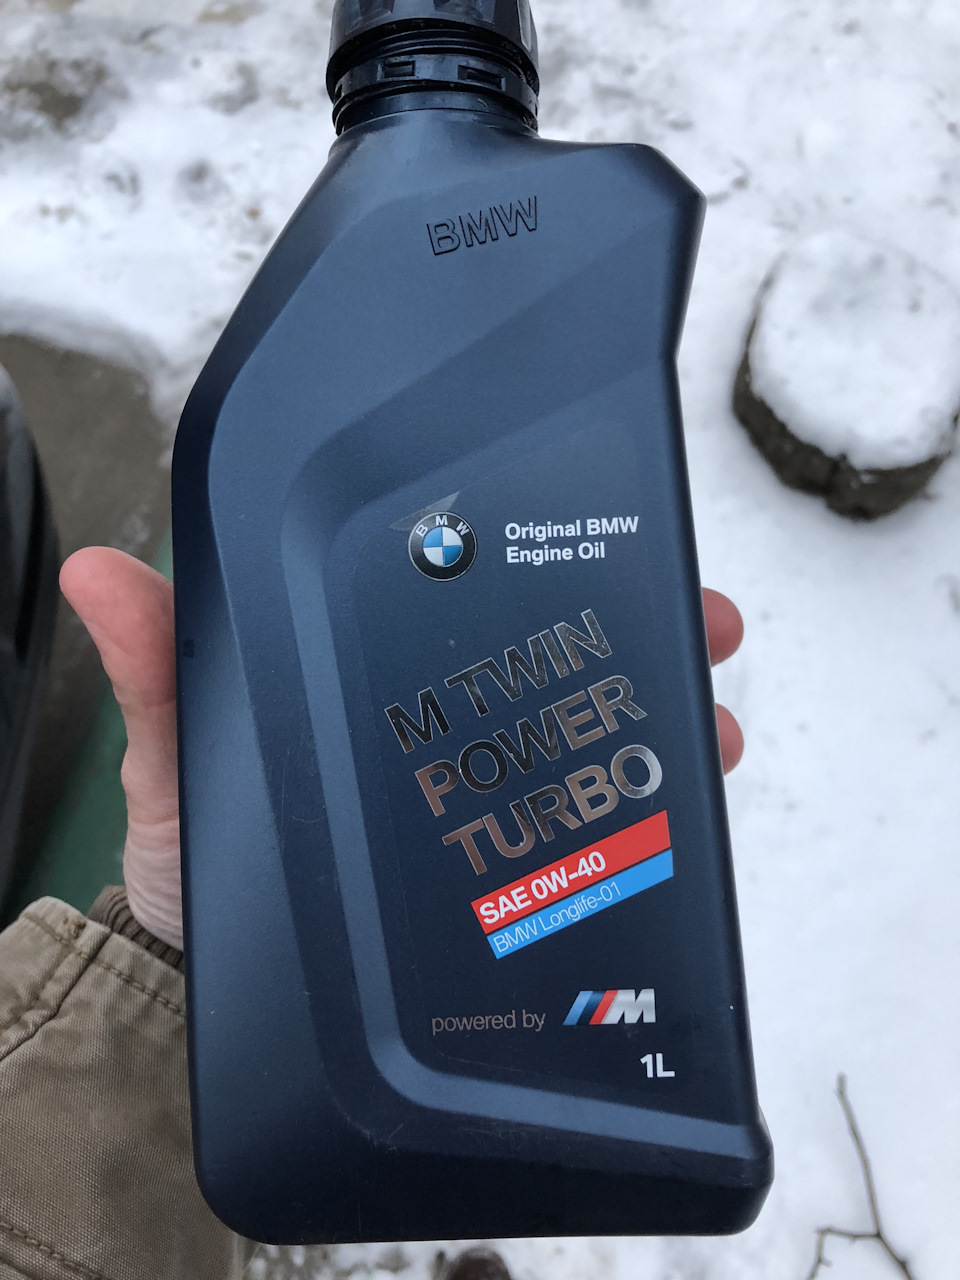 BMW
BMW
Original BMW
Engine Oil
M TWIN
POWER
TURBO
SAE 0W-40
BMW Longlife-01
powered by M
1L